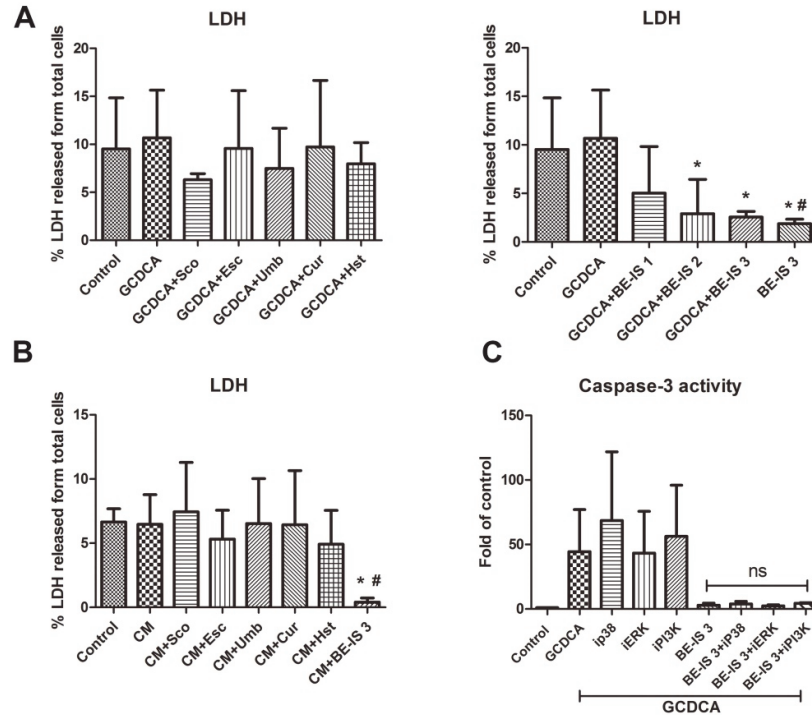 A
LDH
% LDH released form total cells
20
15
10
5
0
Control
GCDCA
GCDCA+Sco
GCDCA+Esc
GCDCA+Umb
GCDCA+Cur
GCDCA+Hst
LDH
% LDH released form total cells
20
15
10
5
0
*
*
* #
Control
GCDCA
GCDCA+BE-IS 1
GCDCA+BE-IS 2
GCDCA+BE-IS 3
BE-IS 3
B
LDH
% LDH released form total cells
15
10
5
0
* #
Control
CM
CM+Sco
CM+Esc
CM+Umb
CM+Cur
CM+Hst
CM+BE-IS 3
C
Caspase-3 activity
Fold of control
150
100
50
0
ns
Control
GCDCA
ip38
iERK
iPI3K
BE-IS 3
BE-IS 3+iP38
BE-IS 3+iERK
BE-IS 3+iPI3K
GCDCA